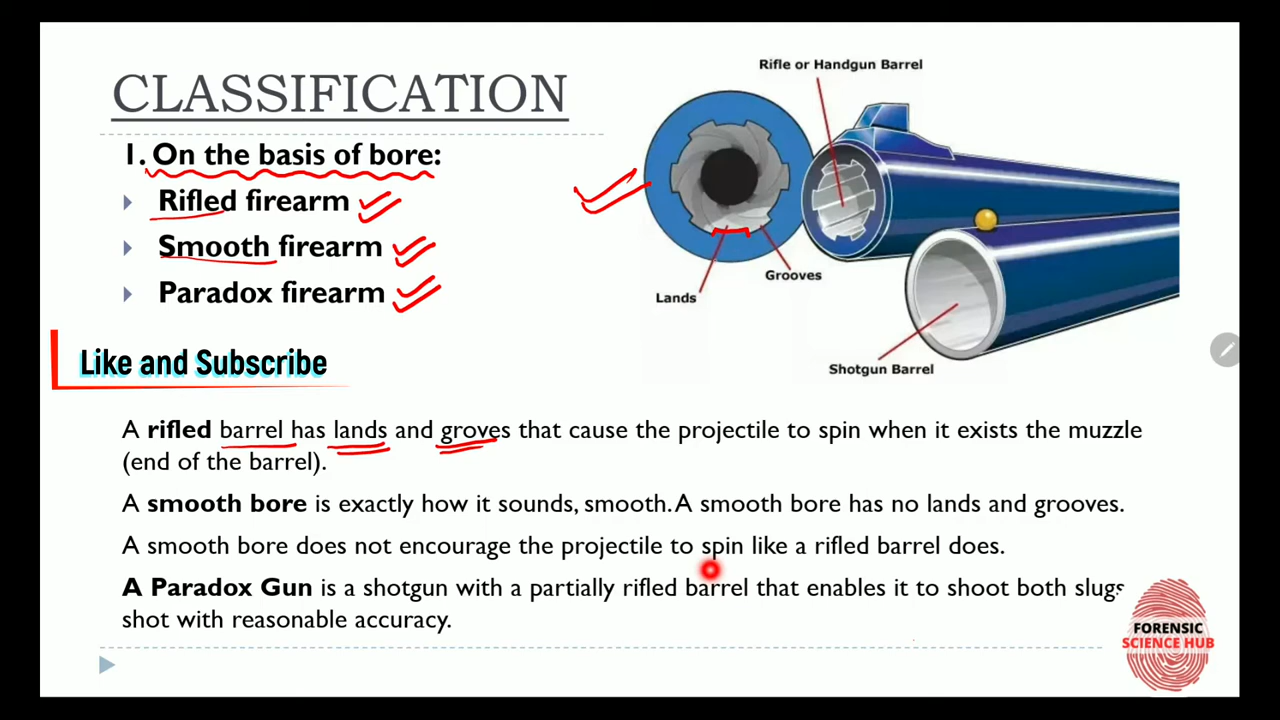 CLASSIFICATION
1. On the basis of bore:
Rifled firearm
Smooth firearm
Paradox firearm
Rifle or Handgun Barrel
Grooves
Lands
Shotgun Barrel
Like and Subscribe
A rifled barrel has lands and groves that cause the projectile to spin when it exists the muzzle
(end of the barrel).
A smooth bore is exactly how it sounds, smooth. A smooth bore has no lands and grooves.
A smooth bore does not encourage the projectile to spin like a rifled barrel does.
A Paradox Gun is a shotgun with a partially rifled barrel that enables it to shoot both slugs
shot with reasonable accuracy.
FORENSIC
SCIENCE HUB